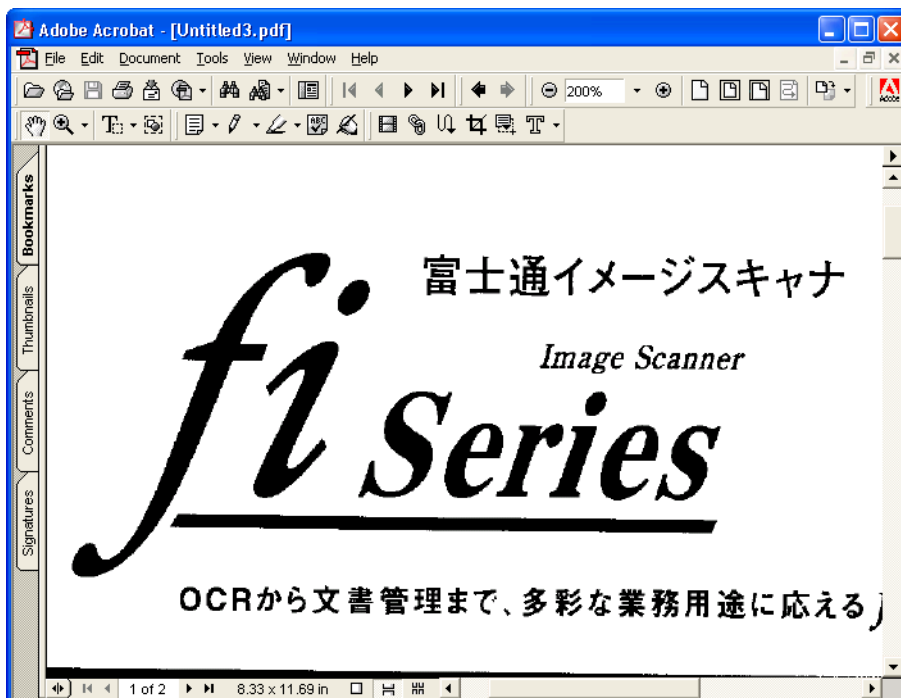 Adobe Acrobat - [Untitled3.pdf]
File Edit Document Tools View Window Help
200%
Adobe
Bookmarks
Thumbnails
Comments
Signatures
富士通イメージスキャナ
Image Scanner
fi Series
OCRから文書管理まで、多彩な業務用途に応える f
1 of 2 8.33 x 11.69 in